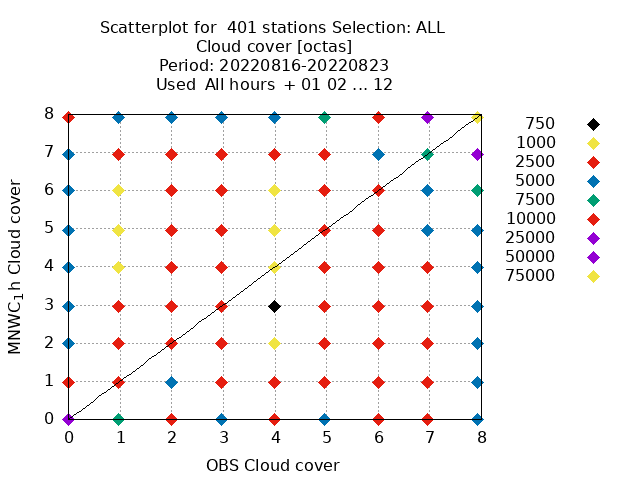 Scatterplot for  401 stations Selection: ALL
Cloud cover [octas]
Period: 20220816-20220823
Used  All hours  + 01 02 ... 12
8
7
6
5
4
3
2
1
0
MNWC1h Cloud cover
0 1 2 3 4 5 6 7 8
OBS Cloud cover
750
1000
2500
5000
7500
10000
25000
50000
75000